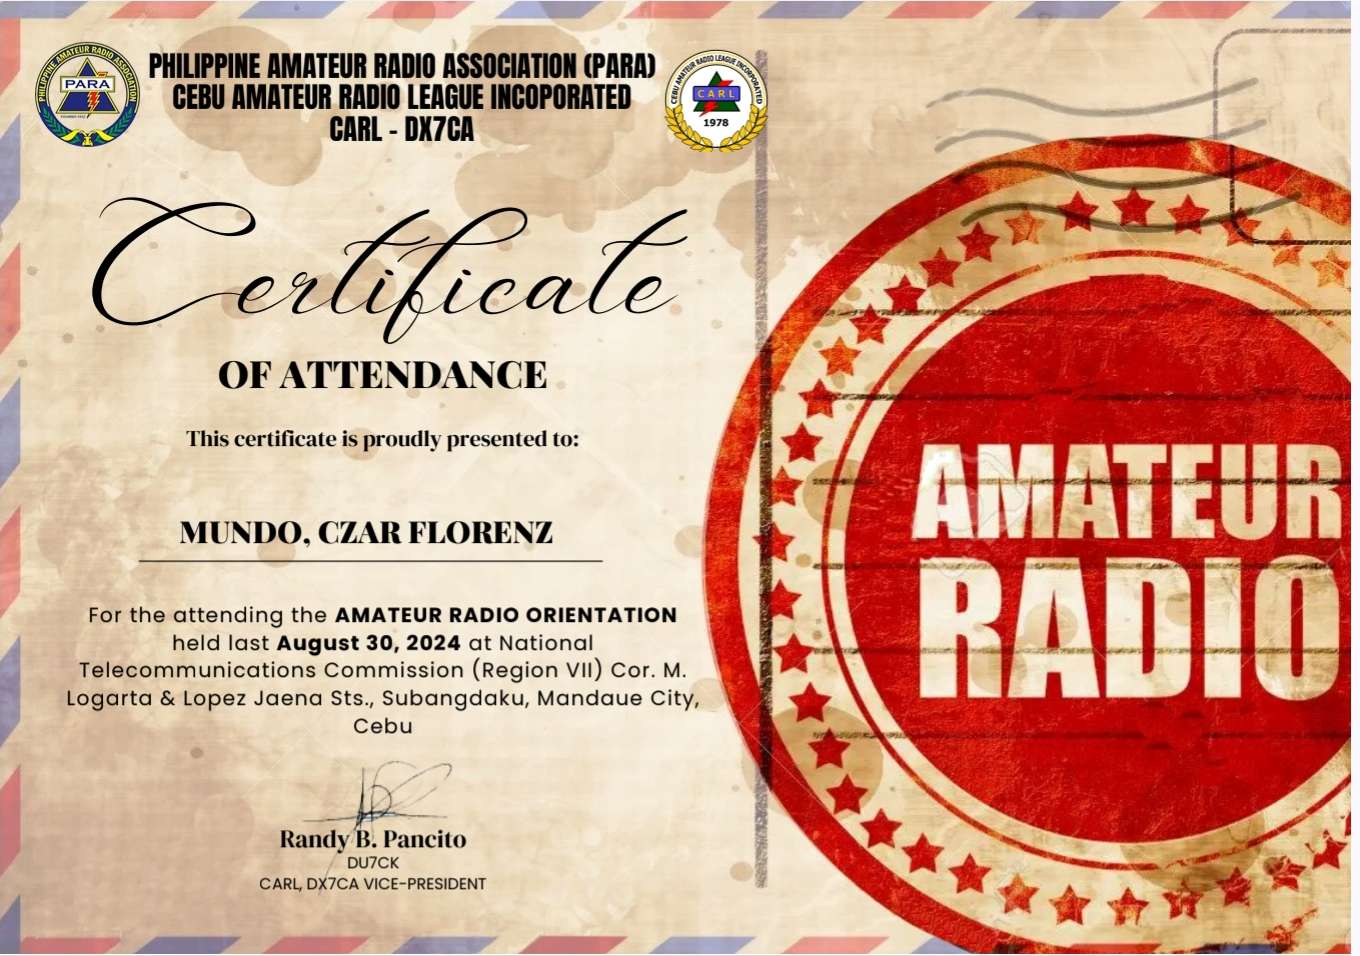 PHILIPPINE AMATEUR RADIO ASSOCIATION
PARA
FOUNDED 1932
PHILIPPINE AMATEUR RADIO ASSOCIATION (PARA)
CEBU AMATEUR RADIO LEAGUE INCOPORATED
CARL - DX7CA
CEBU AMATEUR RADIO LEAGUE INCORPORATED
CARL
1978
Certificate
OF ATTENDANCE
This certificate is proudly presented to:
MUNDO, CZAR FLORENZ
For the attending the AMATEUR RADIO ORIENTATION
held last August 30, 2024 at National
Telecommunications Commission (Region VII) Cor. M.
Logarta & Lopez Jaena Sts., Subangdaku, Mandaue City,
Cebu
Randy B. Pancito
DU7CK
CARL, DX7CA VICE-PRESIDENT
AMATEUR
RADIO